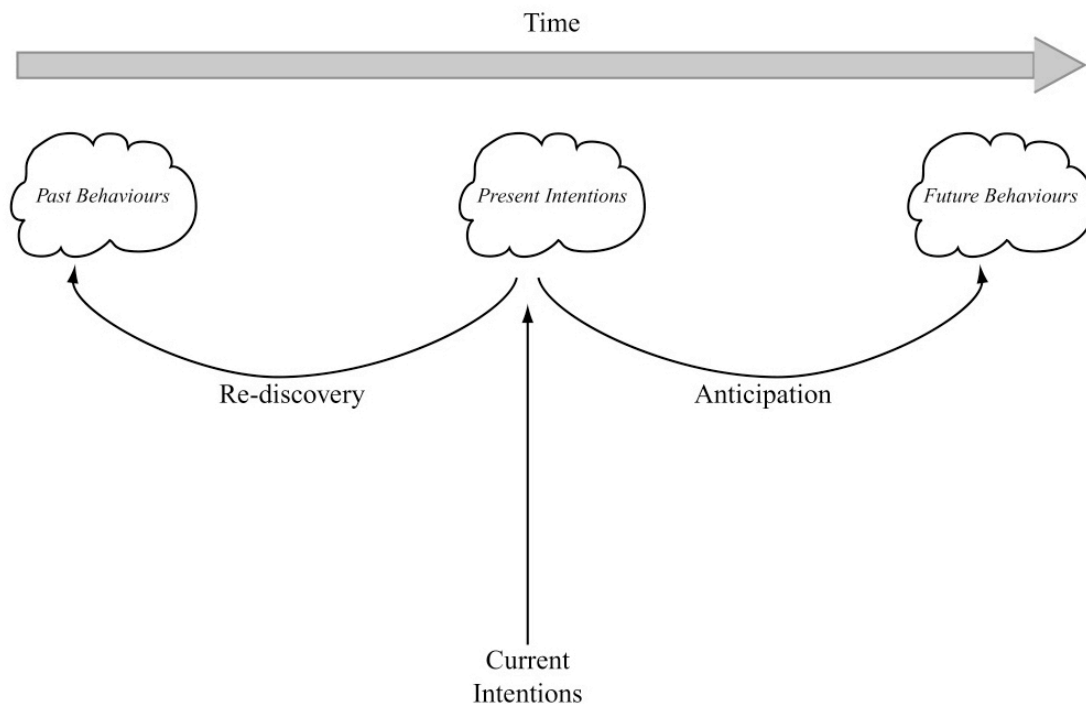 Time
Past Behaviours
Present Intentions
Future Behaviours
Re-discovery
Anticipation
Current
Intentions